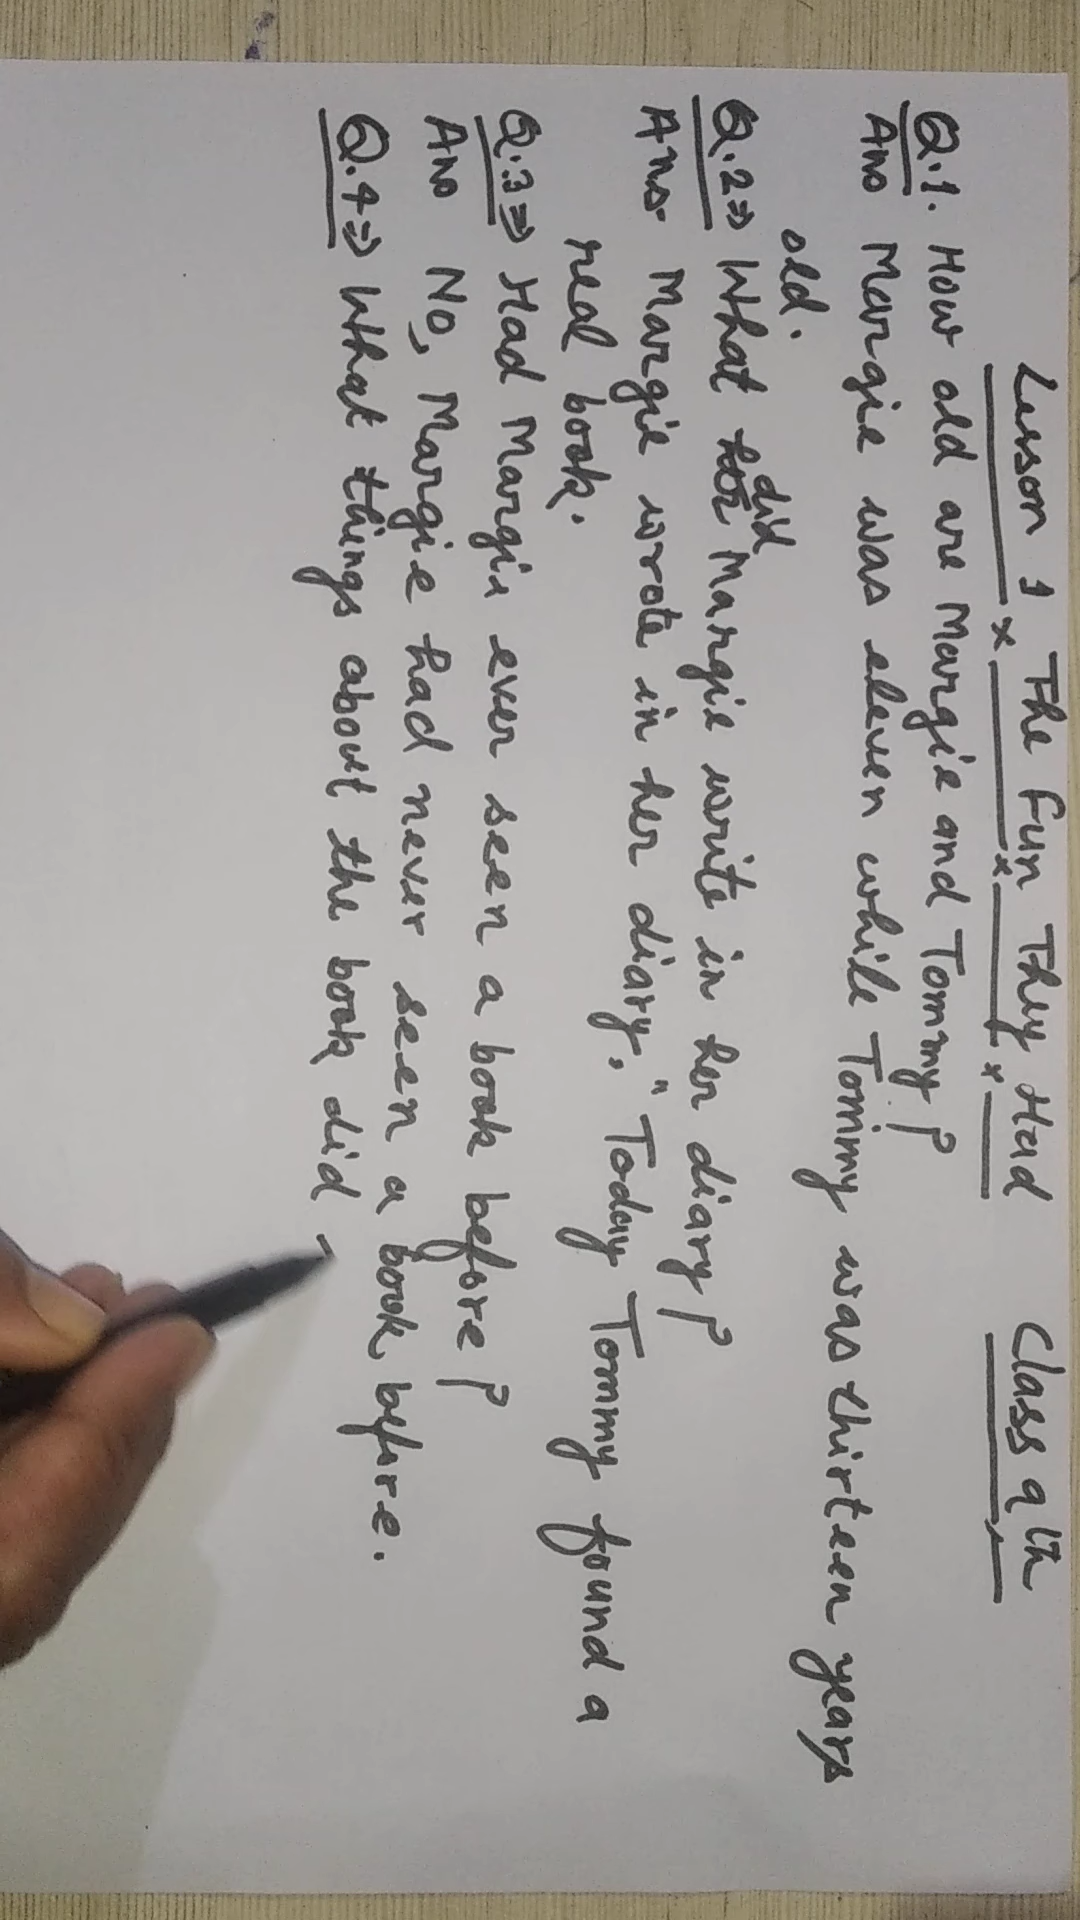 Lesson 1 The Fun They Had Class 9th
Q.1. How old are Margie and Tommy?
Ans Margie was eleven while Tommy was thirteen years
old.
Q.2⇒ What did Margie write in her diary?
Ans. Margie wrote in her diary, "Today Tommy found a
real book.
Q.3⇒ Had Margie ever seen a book before?
Ans No, Margie had never seen a book before.
Q.4⇒ What things about the book did